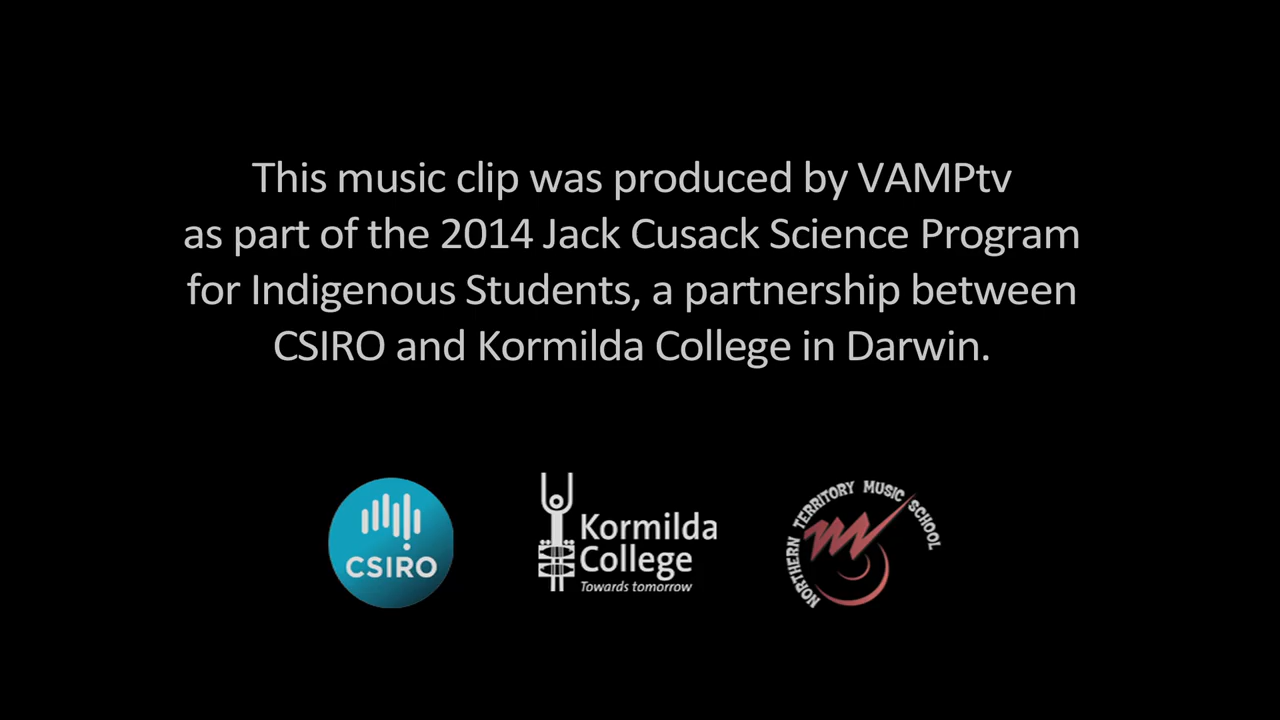 This music clip was produced by VAMPtv
as part of the 2014 Jack Cusack Science Program
for Indigenous Students, a partnership between
CSIRO and Kormilda College in Darwin.
CSIRO
Kormilda
College
Towards tomorrow
NORTHERN TERRITORY MUSIC SCHOOL